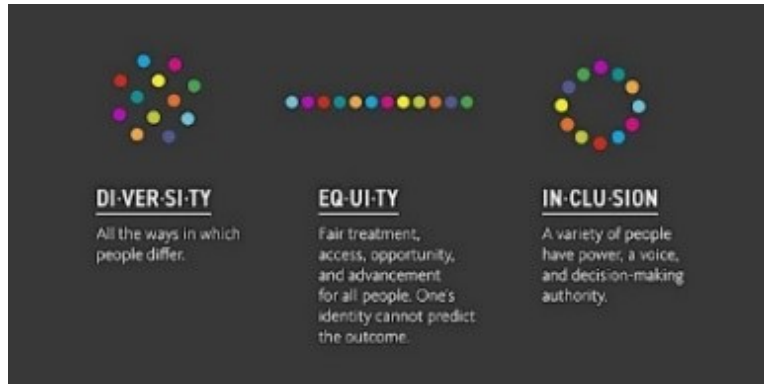 DI·VER·SI·TY
All the ways in which
people differ.
EQ·UI·TY
Fair treatment,
access, opportunity,
and advancement
for all people. One's
identity cannot predict
the outcome.
IN·CLU·SION
A variety of people
have power, a voice,
and decision-making
authority.